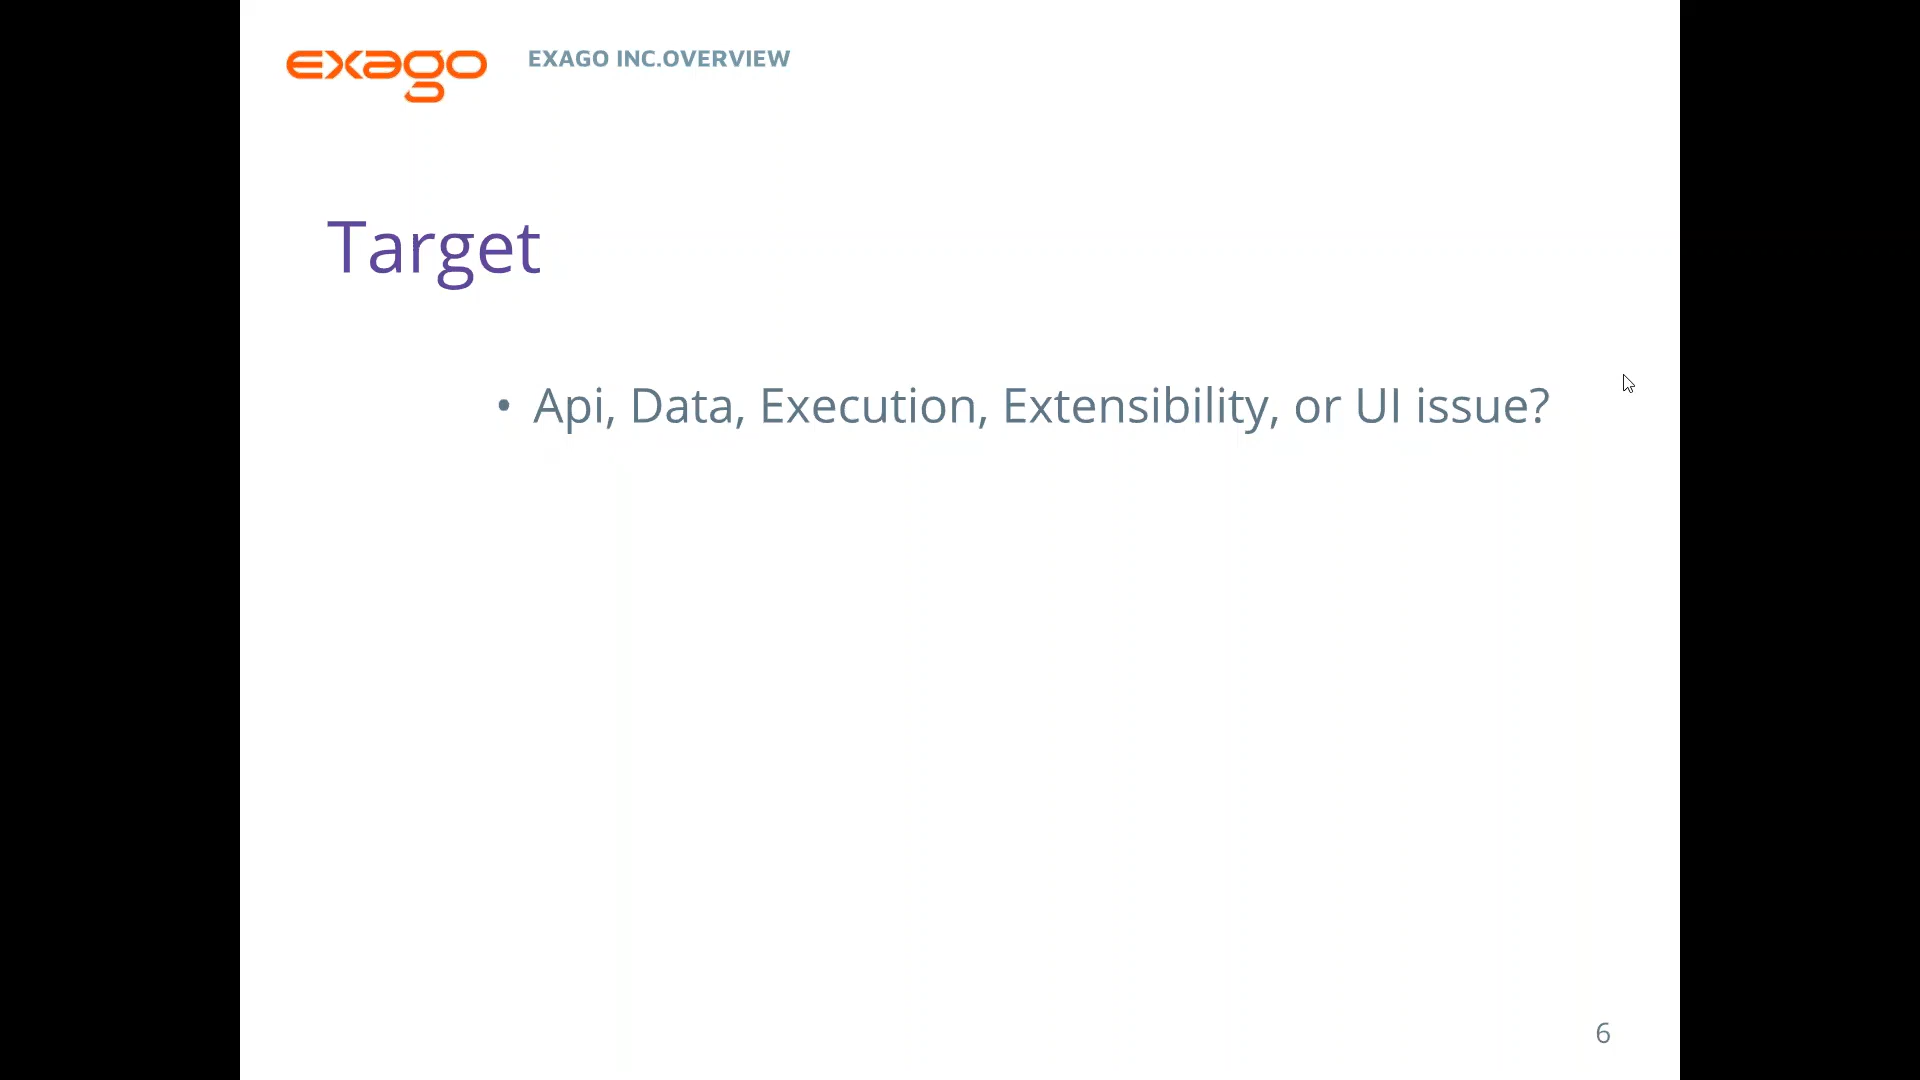 exago
EXAGO INC.OVERVIEW
Target
• Api, Data, Execution, Extensibility, or UI issue?
6